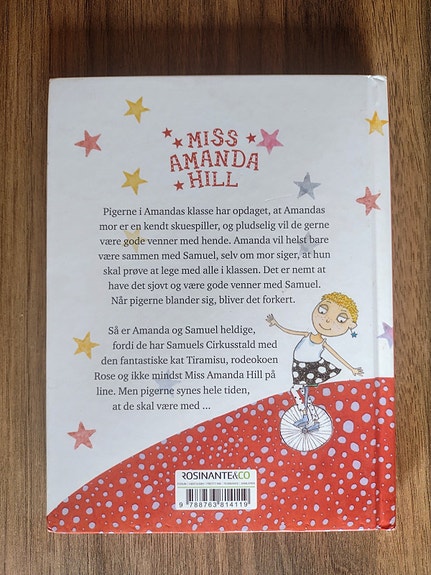 MISS
AMANDA
HILL
Pigerne i Amandas klasse har opdaget, at Amandas
mor er en kendt skuespiller, og pludselig vil de gerne
være gode venner med hende. Amanda vil helst bare
være sammen med Samuel, selv om mor siger, at hun
skal prøve at lege med alle i klassen. Det er nemt at
have det sjovt og være gode venner med Samuel.
Når pigerne blander sig, bliver det forkert.
Så er Amanda og Samuel heldige,
fordi de har Samuels Cirkusstald med
den fantastiske kat Tiramisu, rodeokoen
Rose og ikke mindst Miss Amanda Hill på
line. Men pigerne synes hele tiden,
at de skal være med ...
ROSINANTE&CO
9 788763 814119